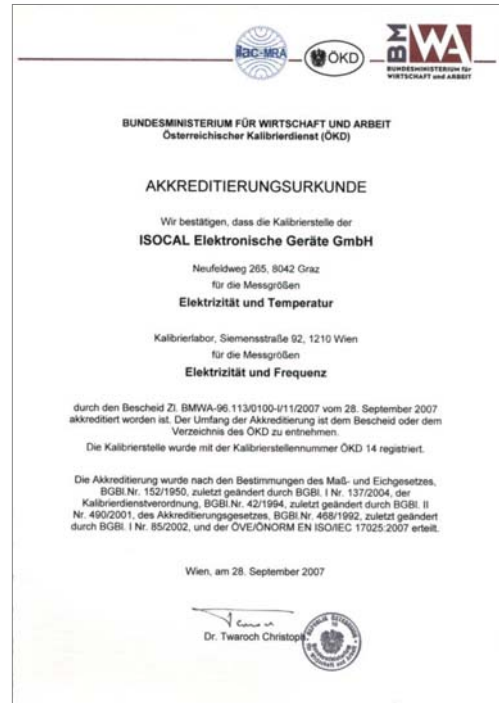 ilac-MRA
ÖKD
BM
WA
BUNDESMINISTERIUM für
WIRTSCHAFT und ARBEIT
BUNDESMINISTERIUM FÜR WIRTSCHAFT UND ARBEIT
Österreichischer Kalibrierdienst (ÖKD)
AKKREDITIERUNGSURKUNDE
Wir bestätigen, dass die Kalibrierstelle der
ISOCAL Elektronische Geräte GmbH
Neufeldweg 265, 8042 Graz
für die Messgrößen
Elektrizität und Temperatur
Kalibrierlabor, Siemensstraße 92, 1210 Wien
für die Messgrößen
Elektrizität und Frequenz
durch den Bescheid Zl. BMWA-96.113/0100-I/11/2007 vom 28. September 2007
akkreditiert worden ist. Der Umfang der Akkreditierung ist dem Bescheid oder dem
Verzeichnis des ÖKD zu entnehmen.
Die Kalibrierstelle wurde mit der Kalibrierstellennummer ÖKD 14 registriert.
Die Akkreditierung wurde nach den Bestimmungen des Maß- und Eichgesetzes,
BGBl.Nr. 152/1950, zuletzt geändert durch BGBl. I Nr. 137/2004, der
Kalibrierdienstverordnung, BGBl.Nr. 42/1994, zuletzt geändert durch BGBl. II
Nr. 490/2001, des Akkreditierungsgesetzes, BGBl.Nr. 468/1992, zuletzt geändert
durch BGBl. I Nr. 85/2002, und der ÖVE/ÖNORM EN ISO/IEC 17025:2007 erteilt.
Wien, am 28. September 2007
Dr. Twaroch Christoph
REPUBLIK ÖSTERREICH